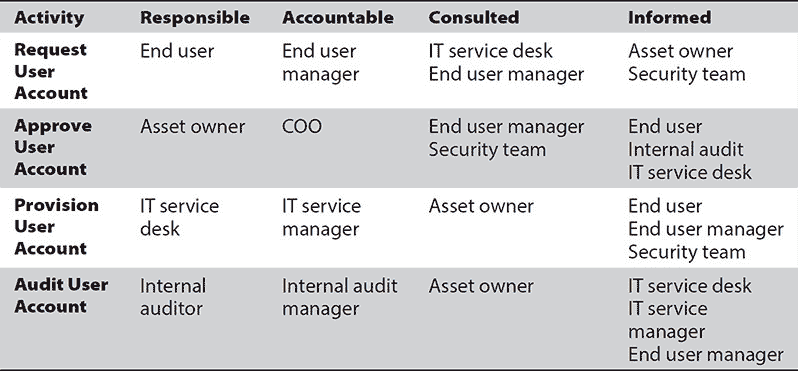 Activity Responsible Accountable Consulted Informed
Request User Account End user End user manager IT service desk End user manager Asset owner Security team
Approve User Account Asset owner COO End user manager Security team End user Internal audit IT service desk
Provision User Account IT service desk IT service manager Asset owner End user End user manager Security team
Audit User Account Internal auditor Internal audit manager Asset owner IT service desk IT service manager End user manager